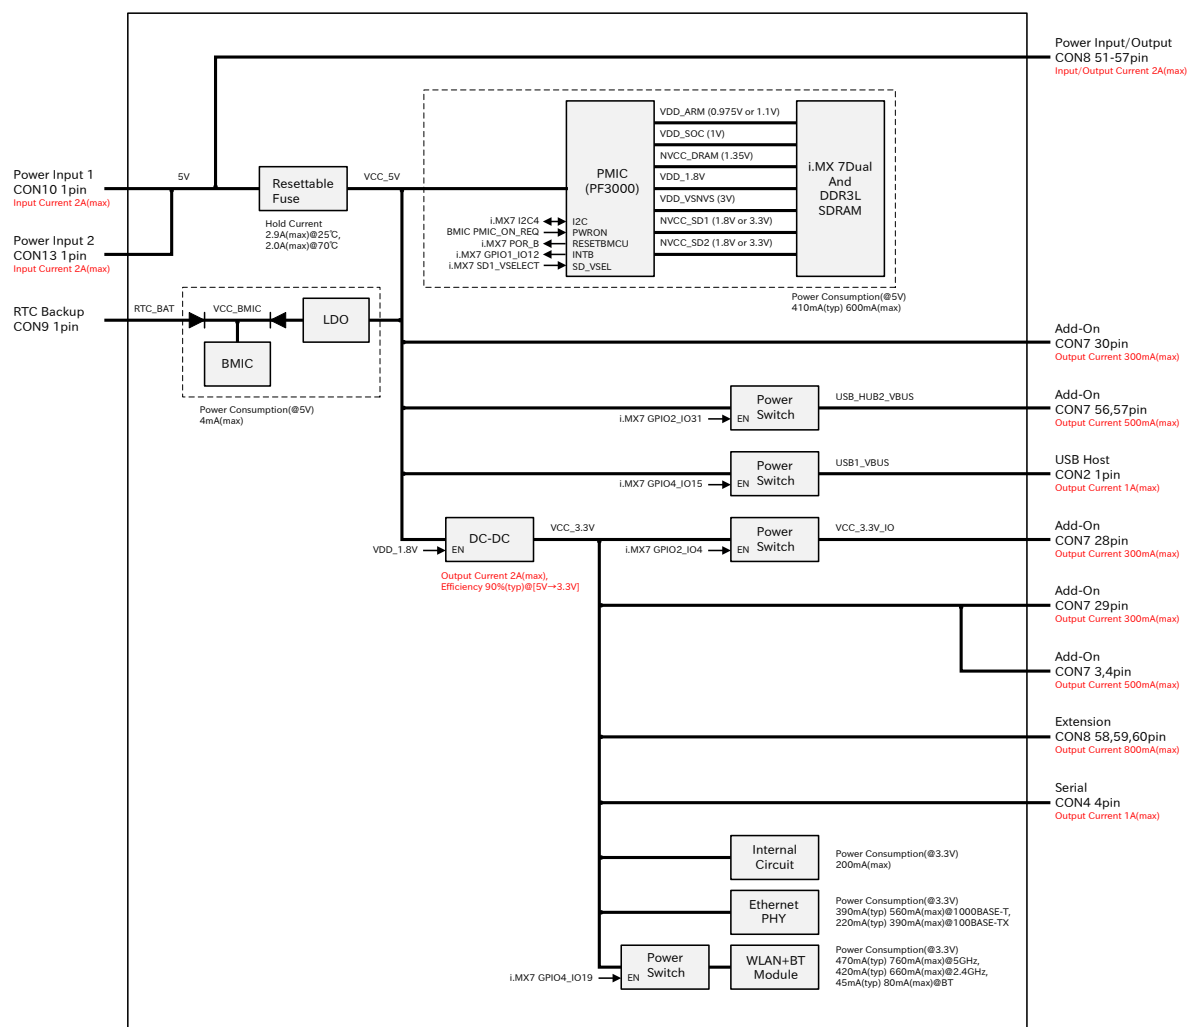 Power Input/Output
CON8 51-57pin
Input/Output Current 2A(max)
Power Input 1
CON10 1pin
Input Current 2A(max)
5V
Resettable
Fuse
VCC_5V
Hold Current
2.9A(max)@25℃,
2.0A(max)@70℃
Power Input 2
CON13 1pin
Input Current 2A(max)
PMIC
(PF3000)
i.MX7 I2C4
I2C
BMIC PMIC_ON_REQ
PWRON
i.MX7 POR_B
RESETBMCU
i.MX7 GPIO1_IO12
INTB
i.MX7 SD1_VSELECT
SD_VSEL
VDD_ARM (0.975V or 1.1V)
VDD_SOC (1V)
NVCC_DRAM (1.35V)
VDD_1.8V
VDD_VSNVS (3V)
NVCC_SD1 (1.8V or 3.3V)
NVCC_SD2 (1.8V or 3.3V)
i.MX 7Dual
And
DDR3L
SDRAM
Power Consumption(@5V)
410mA(typ) 600mA(max)
RTC Backup
CON9 1pin
RTC_BAT
VCC_BMIC
LDO
BMIC
Power Consumption(@5V)
4mA(max)
Add-On
CON7 30pin
Output Current 300mA(max)
i.MX7 GPIO2_IO31
EN
Power
Switch
USB_HUB2_VBUS
Add-On
CON7 56,57pin
Output Current 500mA(max)
i.MX7 GPIO4_IO15
EN
Power
Switch
USB1_VBUS
USB Host
CON2 1pin
Output Current 1A(max)
VDD_1.8V
EN
DC-DC
VCC_3.3V
Output Current 2A(max),
Efficiency 90%(typ)@[5V→3.3V]
i.MX7 GPIO2_IO4
EN
Power
Switch
VCC_3.3V_IO
Add-On
CON7 28pin
Output Current 300mA(max)
Add-On
CON7 29pin
Output Current 300mA(max)
Add-On
CON7 3,4pin
Output Current 500mA(max)
Extension
CON8 58,59,60pin
Output Current 800mA(max)
Serial
CON4 4pin
Output Current 1A(max)
Internal
Circuit
Power Consumption(@3.3V)
200mA(max)
Ethernet
PHY
Power Consumption(@3.3V)
390mA(typ) 560mA(max)@1000BASE-T,
220mA(typ) 390mA(max)@100BASE-TX
i.MX7 GPIO4_IO19
EN
Power
Switch
WLAN+BT
Module
Power Consumption(@3.3V)
470mA(typ) 760mA(max)@5GHz,
420mA(typ) 660mA(max)@2.4GHz,
45mA(typ) 80mA(max)@BT